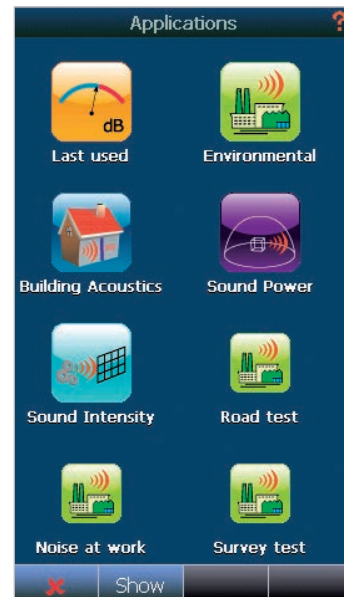 Applications ?
dB
Last used
Environmental
Building Acoustics
Sound Power
Sound Intensity
Road test
Noise at work
Survey test
Show